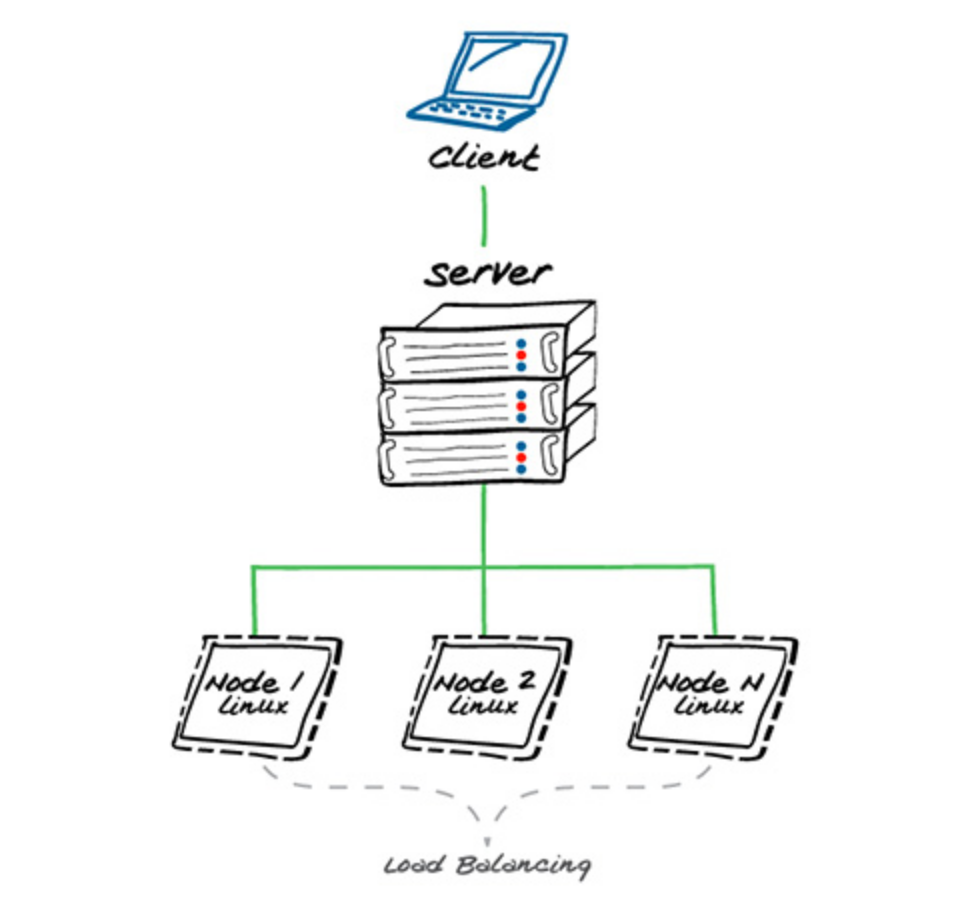 Client
Server
Node 1
Linux
Node 2
Linux
Node N
Linux
Load Balancing